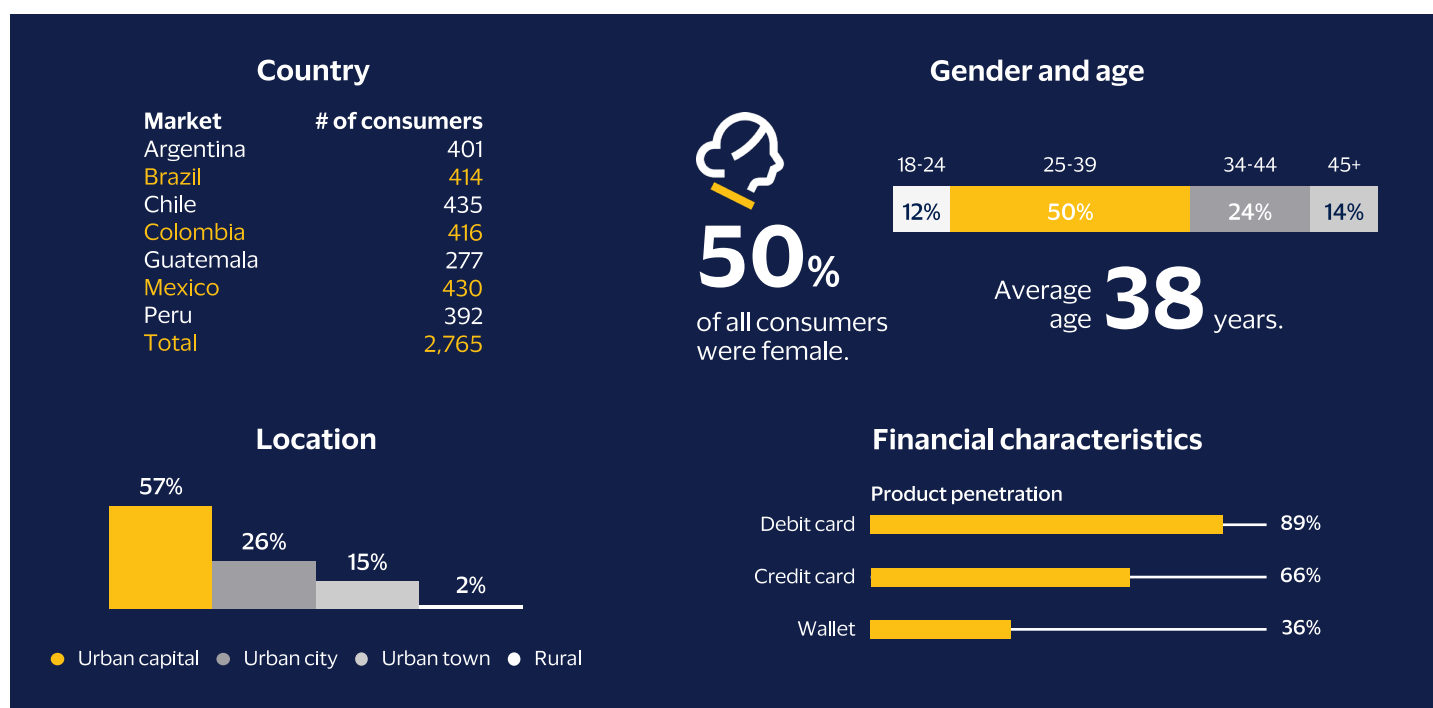 Country
Market # of consumers
Argentina 401
Brazil 414
Chile 435
Colombia 416
Guatemala 277
Mexico 430
Peru 392
Total 2,765
Gender and age
50%
of all consumers
were female.
18-24 25-39 34-44 45+
12% 50% 24% 14%
Average
age 38 years.
Location
57%
26%
15%
2%
Urban capital Urban city Urban town Rural
Financial characteristics
Product penetration
Debit card 89%
Credit card 66%
Wallet 36%